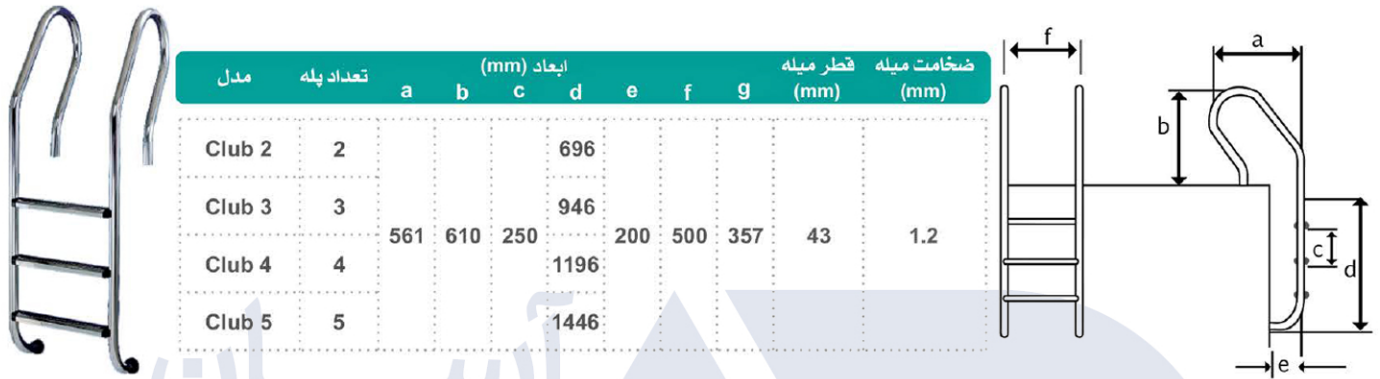 مدل تعداد پله ابعاد (mm) قطر میله ضخامت میله
a b c d e f g (mm) (mm)
Club 2 2 696
Club 3 3 946
561 610 250 200 500 357 43 1.2
Club 4 4 1196
Club 5 5 1446
f
a
b
c
d
e